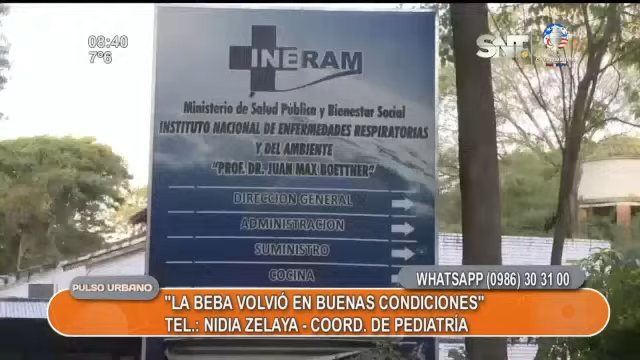 08:40
7°6
SNT
INERAM
Ministerio de Salud Pública y Bienestar Social
INSTITUTO NACIONAL DE ENFERMEDADES RESPIRATORIAS
Y DEL AMBIENTE
"PROF. DR. JUAN MAX BOETTNER"
DIRECCION GENERAL
ADMINISTRACION
SUMINISTRO
COCINA
WHATSAPP (0986) 30 31 00
PULSO URBANO
"LA BEBA VOLVIÓ EN BUENAS CONDICIONES"
TEL.: NIDIA ZELAYA - COORD. DE PEDIATRÍA